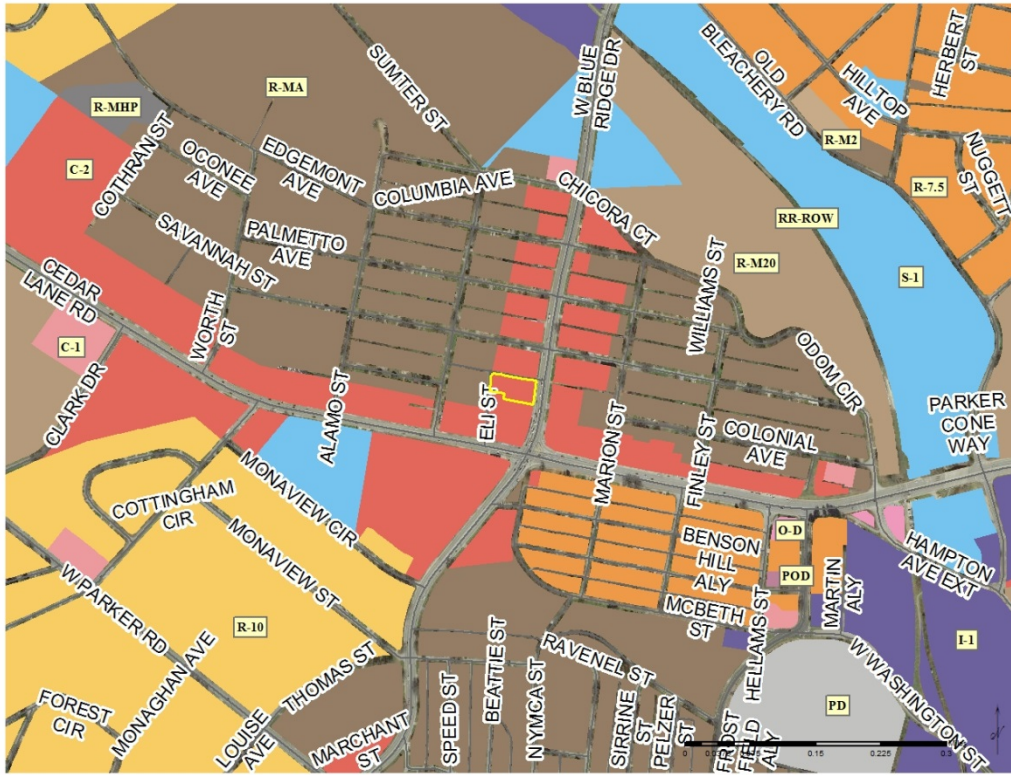 SUMTER ST
W BLUE
RIDGE DR
OLD
BLEACHERY RD
HILLTOP
AVE
HERBERT
ST
R-MHP
R-MA
COTHRAN ST
OCONEE
AVE
EDGEMONT
AVE
COLUMBIA AVE
CHICORA CT
R-M2
NUGGETT
ST
R-7.5
C-2
SAVANNAH ST
PALMETTO
AVE
RR-ROW
R-M20
S-1
CEDAR
LANE RD
WORTH
ST
WILLIAMS ST
ODOM CIR
C-1
CLARK DR
ALAMO ST
ELI ST
MARION ST
FINLEY ST
COLONIAL
AVE
PARKER
CONE
WAY
COTTINGHAM
CIR
MONAVIEW CIR
MONAVIEW ST
BENSON
HILL
ALY
O-D
HAMPTON
AVE EXT
POD
MARTIN
ALY
MCBETH
ST
W PARKER RD
R-10
I-1
MONAGHAN AVE
THOMAS ST
RAVENEL ST
HELLAMS ST
W WASHINGTON ST
FOREST
CIR
LOUISE
AVE
MARCHANT
ST
SPEED ST
BEATTIE ST
N YMCA ST
SIRRINE
ST
PELZER
ST
FROST
FIELD
ALY
PD
0.15
0.225